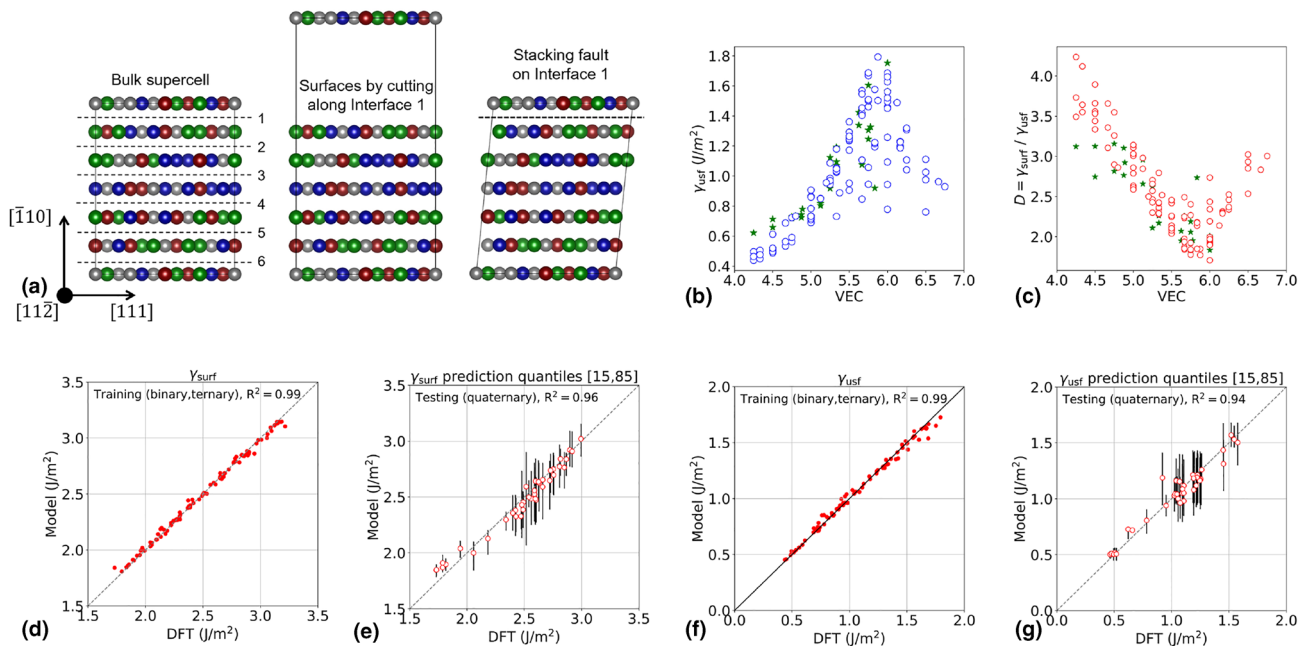 Bulk supercell
Surfaces by cutting
along Interface 1
Stacking fault
on Interface 1
1
2
3
4
5
6
[1̅10]
[111]
[112̅]
(a)
1.8
1.6
1.4
1.2
1.0
0.8
0.6
0.4
γusf (J/m²)
4.0 4.5 5.0 5.5 6.0 6.5 7.0
VEC
(b)
4.0
3.5
3.0
2.5
2.0
D = γsurf / γusf
4.0 4.5 5.0 5.5 6.0 6.5 7.0
VEC
(c)
γsurf
Training (binary,ternary), R² = 0.99
3.5
3.0
2.5
2.0
1.5
Model (J/m²)
1.5 2.0 2.5 3.0 3.5
DFT (J/m²)
(d)
γsurf prediction quantiles [15,85]
Testing (quaternary), R² = 0.96
3.5
3.0
2.5
2.0
1.5
Model (J/m²)
1.5 2.0 2.5 3.0 3.5
DFT (J/m²)
(e)
γusf
Training (binary,ternary), R² = 0.99
2.0
1.5
1.0
0.5
0.0
Model (J/m²)
0.0 0.5 1.0 1.5 2.0
DFT (J/m²)
(f)
γusf prediction quantiles [15,85]
Testing (quaternary), R² = 0.94
2.0
1.5
1.0
0.5
0.0
Model (J/m²)
0.0 0.5 1.0 1.5 2.0
DFT (J/m²)
(g)